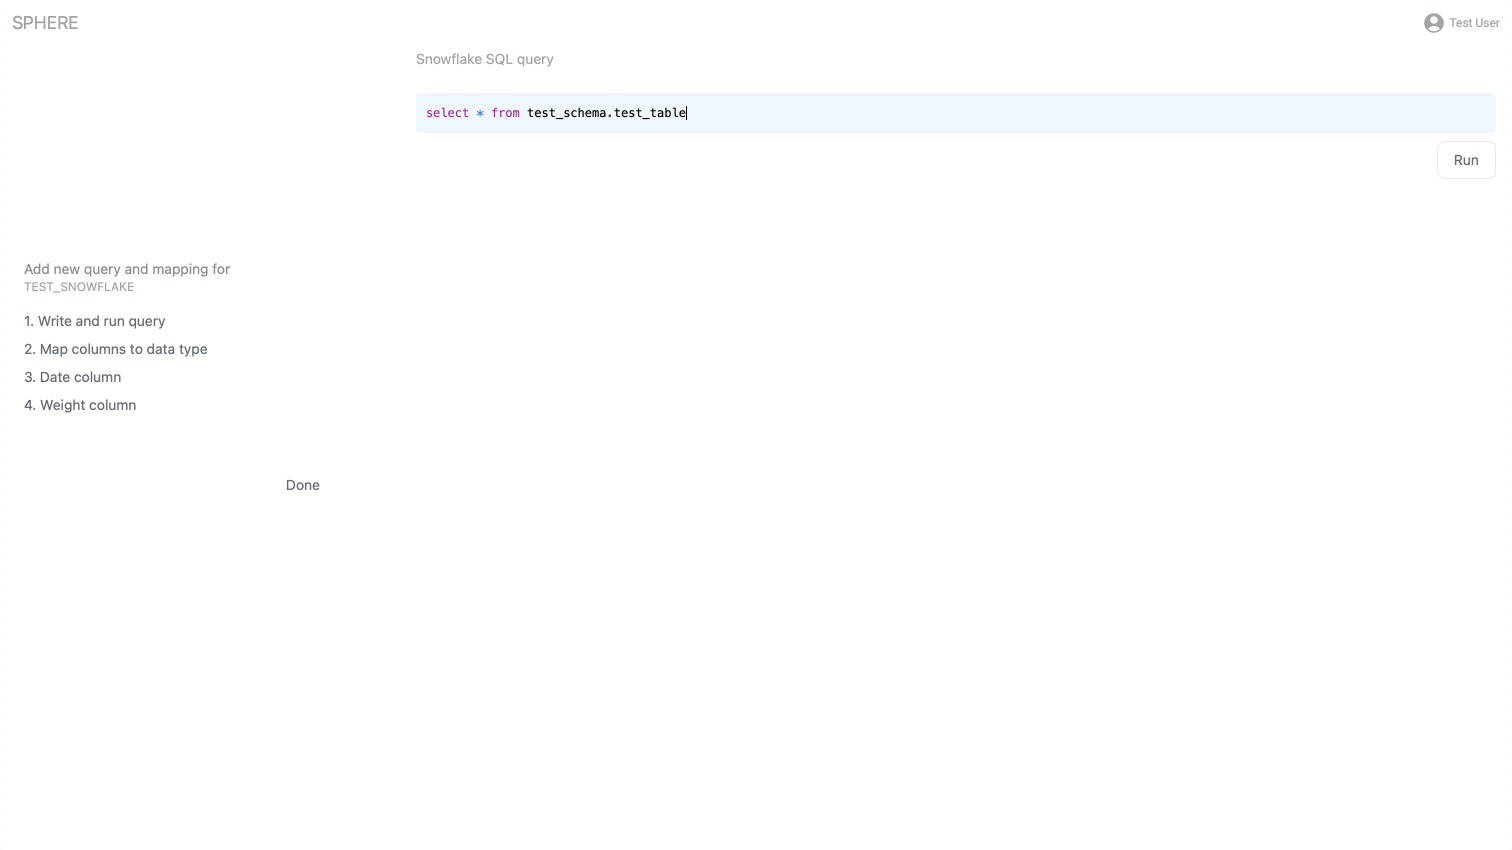 SPHERE
Test User
Snowflake SQL query
select * from test_schema.test_table
Run
Add new query and mapping for
TEST_SNOWFLAKE
1. Write and run query
2. Map columns to data type
3. Date column
4. Weight column
Done